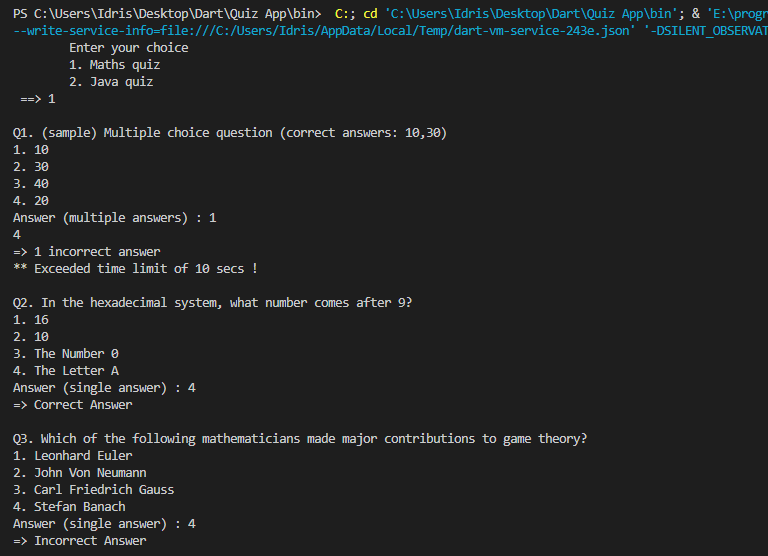 PS C:\Users\Idris\Desktop\Dart\Quiz App\bin>  C:; cd 'C:\Users\Idris\Desktop\Dart\Quiz App\bin'; & 'E:\progr
--write-service-info=file:///C:/Users/Idris/AppData/Local/Temp/dart-vm-service-243e.json' '-DSILENT_OBSERVAT
Enter your choice
1. Maths quiz
2. Java quiz
==> 1
Q1. (sample) Multiple choice question (correct answers: 10,30)
1. 10
2. 30
3. 40
4. 20
Answer (multiple answers) : 1
4
=> 1 incorrect answer
** Exceeded time limit of 10 secs !
Q2. In the hexadecimal system, what number comes after 9?
1. 16
2. 10
3. The Number 0
4. The Letter A
Answer (single answer) : 4
=> Correct Answer
Q3. Which of the following mathematicians made major contributions to game theory?
1. Leonhard Euler
2. John Von Neumann
3. Carl Friedrich Gauss
4. Stefan Banach
Answer (single answer) : 4
=> Incorrect Answer